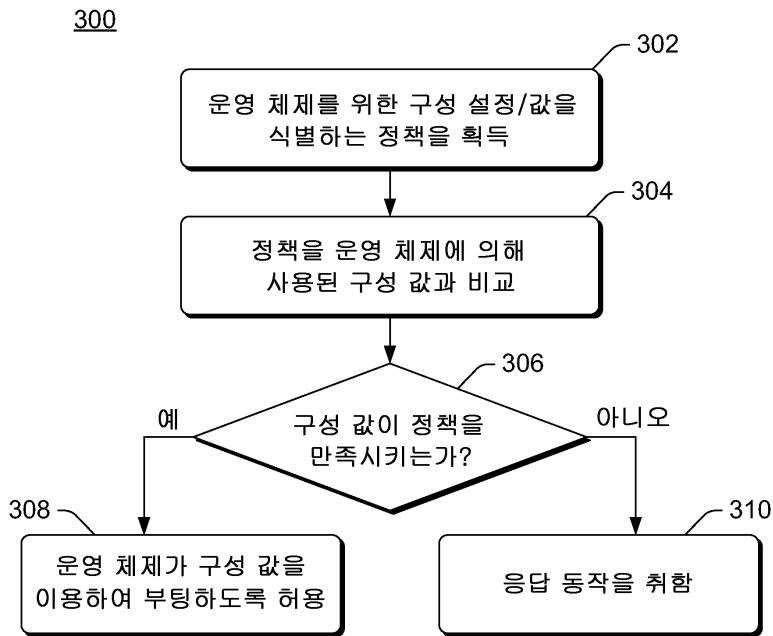 300
302
운영 체제를 위한 구성 설정/값을
식별하는 정책을 획득
304
정책을 운영 체제에 의해
사용된 구성 값과 비교
306
예
아니오
구성 값이 정책을
만족시키는가?
308
운영 체제가 구성 값을
이용하여 부팅하도록 허용
310
응답 동작을 취함